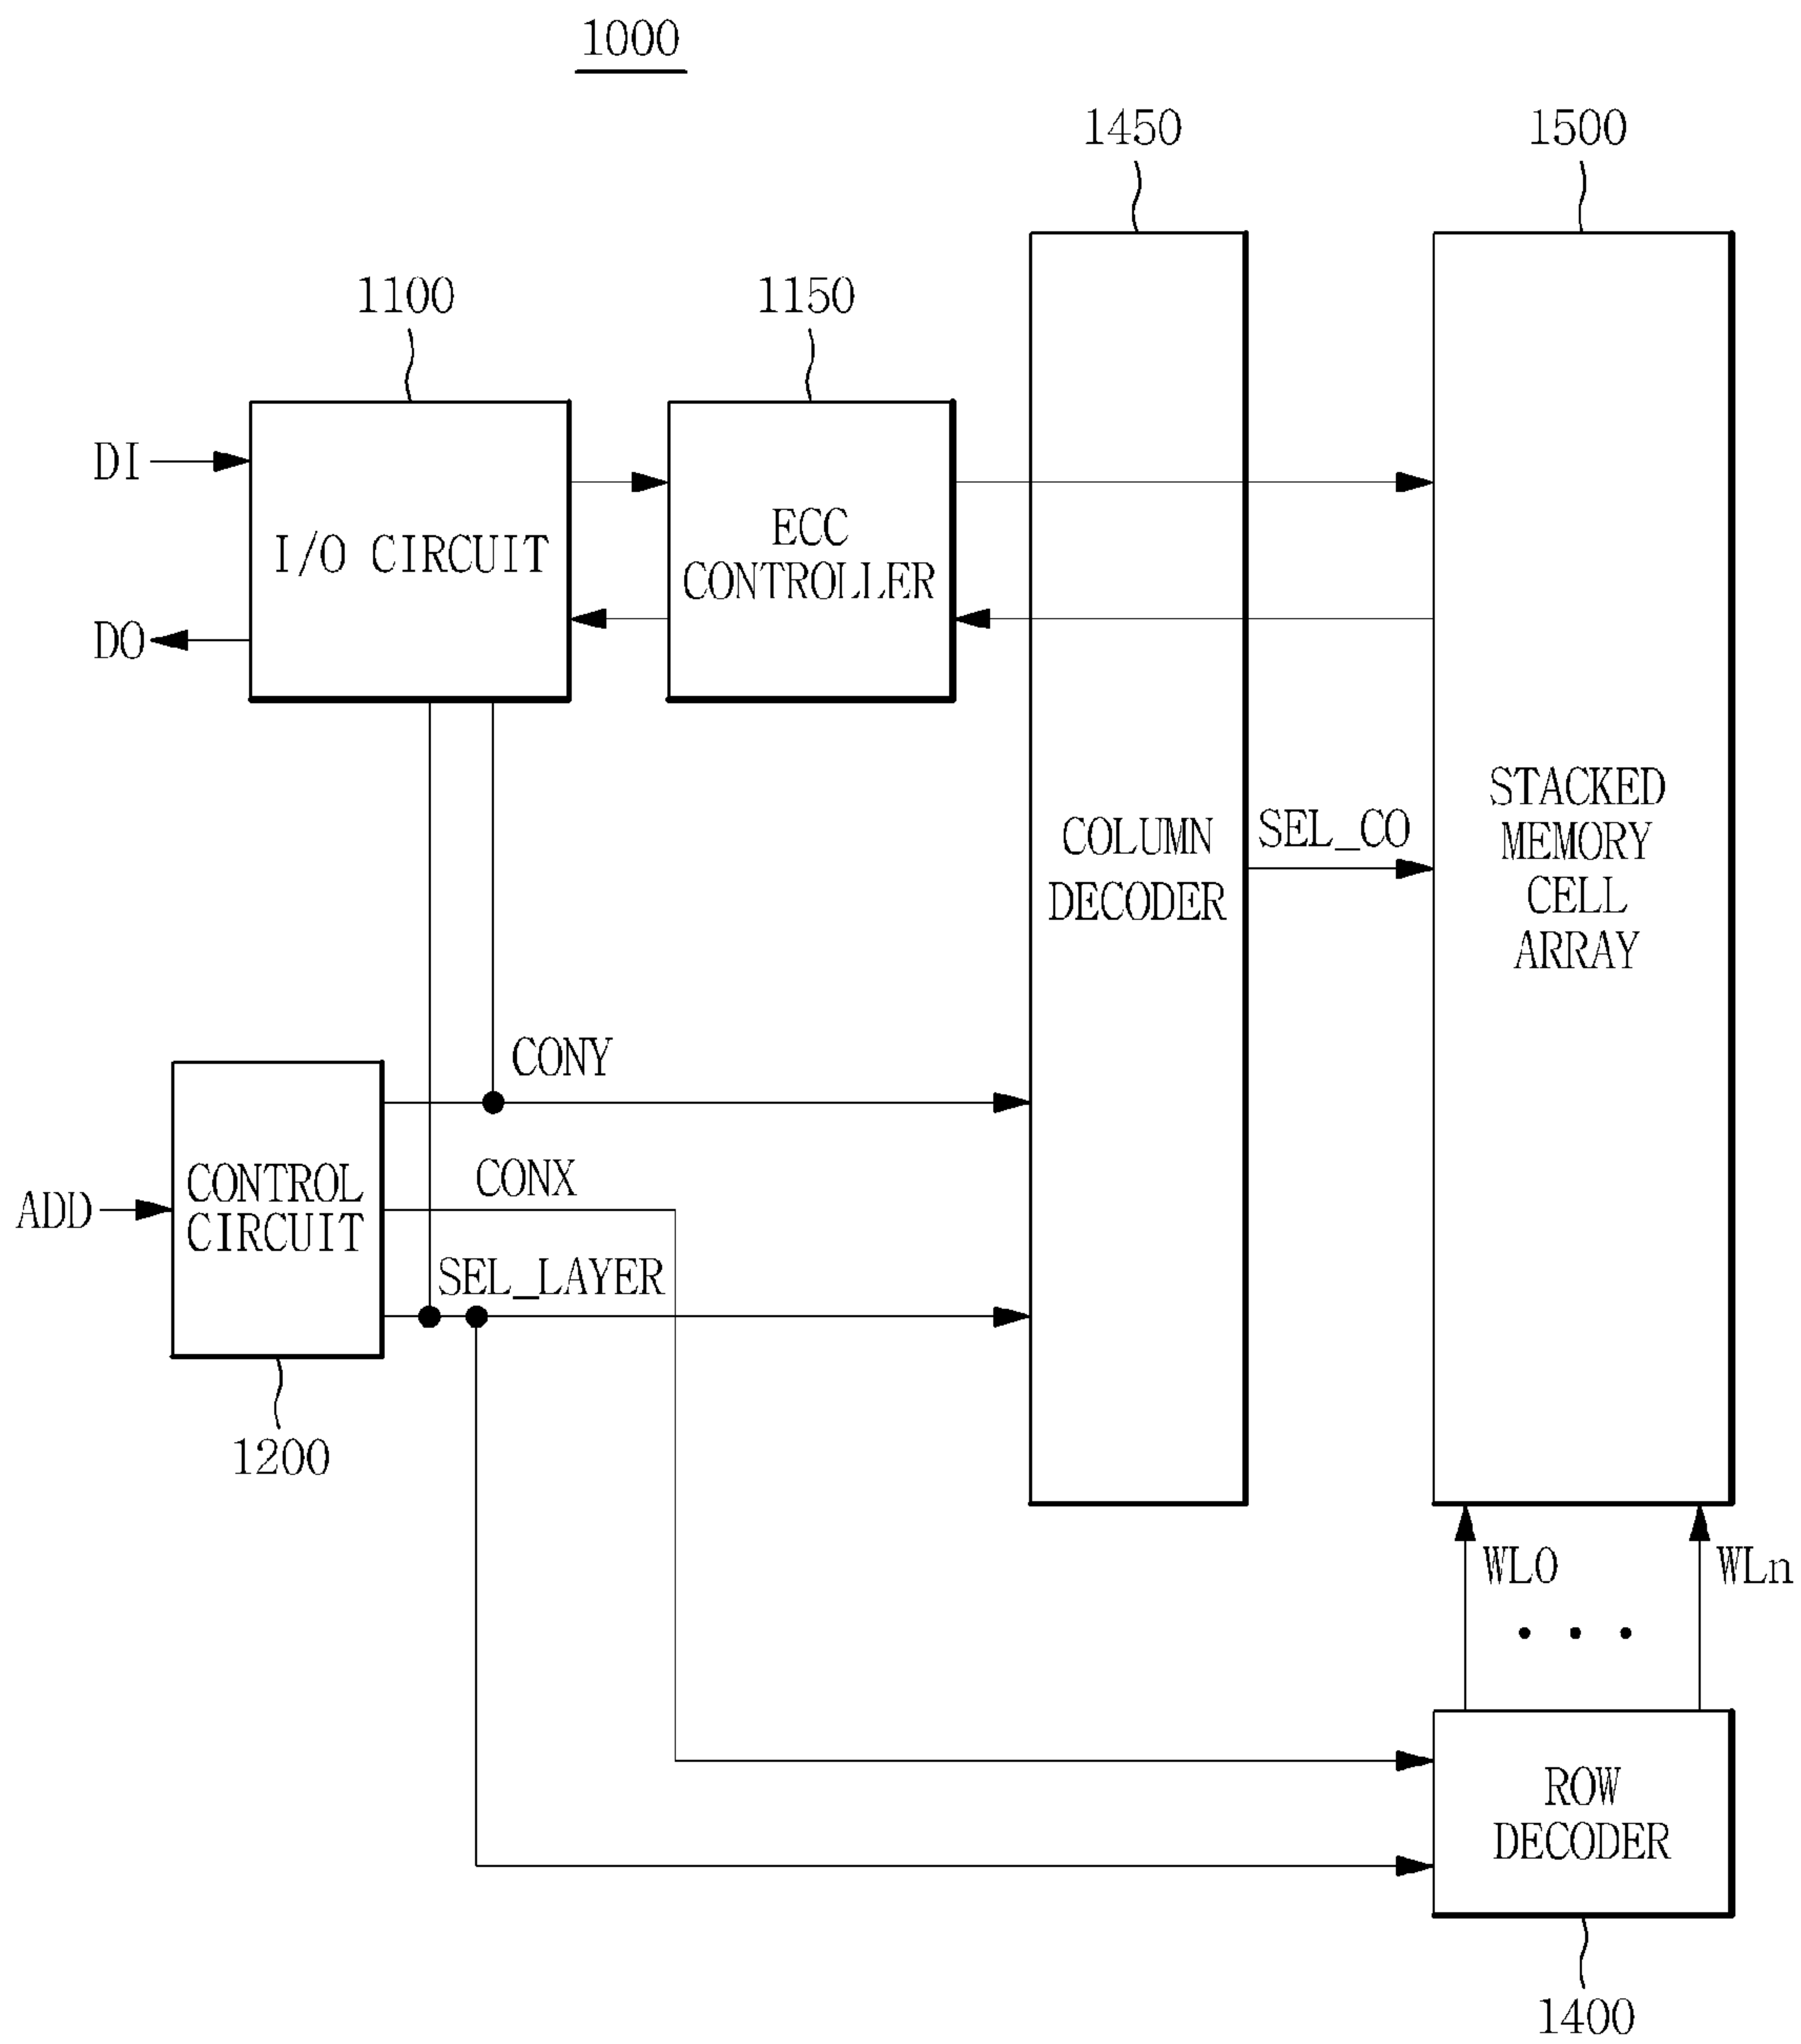 1000
1450
1500
1100
1150
DI
DO
I/O CIRCUIT
ECC
CONTROLLER
COLUMN
DECODER
SEL_CO
STACKED
MEMORY
CELL
ARRAY
CONY
CONX
SEL_LAYER
ADD
CONTROL
CIRCUIT
1200
WL0
WLn
. . .
ROW
DECODER
1400